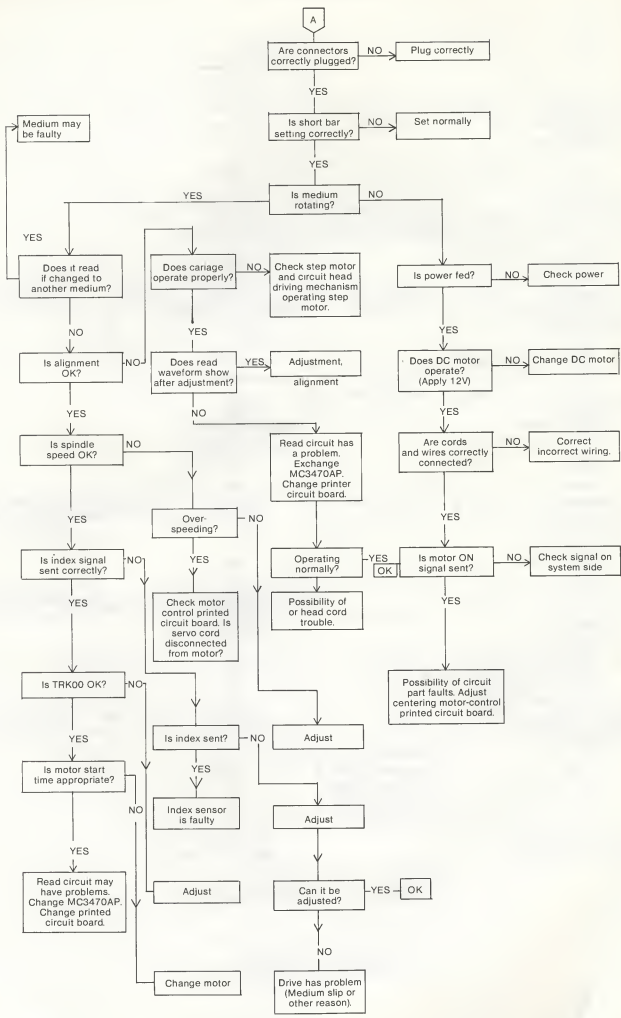 A
Are connectors
correctly plugged?
NO
Plug correctly
YES
Is short bar
setting correctly?
NO
Set normally
YES
Medium may
be faulty
Is medium
rotating?
YES
NO
YES
Does it read
if changed to
another medium?
NO
Does cariage
operate properly?
NO
Check step motor
and circuit head
driving mechanism
operating step
motor.
YES
Is power fed?
NO
Check power
YES
Is alignment
OK?
NO
Does read
waveform show
after adjustment?
YES
Adjustment,
alignment
NO
Does DC motor
operate?
(Apply 12V)
NO
Change DC motor
YES
YES
Is spindle
speed OK?
NO
Read circuit has
a problem.
Exchange
MC3470AP.
Change printer
circuit board.
Are cords
and wires correctly
connected?
NO
Correct
incorrect wiring.
YES
YES
Over-
speeding?
NO
YES
Is index signal
sent correctly?
NO
Operating
normally?
YES
OK
Is motor ON
signal sent?
NO
Check signal on
system side
YES
YES
Check motor
control printed
circuit board. Is
servo cord
disconnected
from motor?
Possibility of
or head cord
trouble.
Possibility of circuit
part faults. Adjust
centering motor-control
printed circuit board.
Is TRK00 OK?
NO
YES
Is index sent?
NO
Adjust
YES
Is motor start
time appropriate?
NO
Index sensor
is faulty
Adjust
YES
Read circuit may
have problems.
Change MC3470AP.
Change printed
circuit board.
Adjust
Can it be
adjusted?
YES
OK
NO
Change motor
Drive has problem
(Medium slip or
other reason).